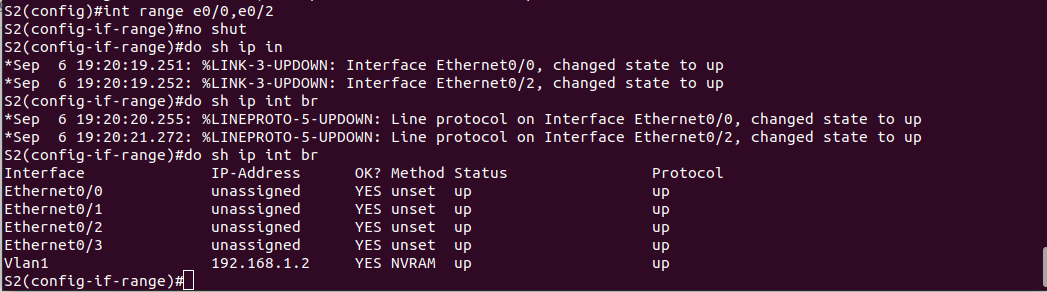 S2(config)#int range e0/0,e0/2
S2(config-if-range)#no shut
S2(config-if-range)#do sh ip in
*Sep  6 19:20:19.251: %LINK-3-UPDOWN: Interface Ethernet0/0, changed state to up
*Sep  6 19:20:19.252: %LINK-3-UPDOWN: Interface Ethernet0/2, changed state to up
S2(config-if-range)#do sh ip int br
*Sep  6 19:20:20.255: %LINEPROTO-5-UPDOWN: Line protocol on Interface Ethernet0/0, changed state to up
*Sep  6 19:20:21.272: %LINEPROTO-5-UPDOWN: Line protocol on Interface Ethernet0/2, changed state to up
S2(config-if-range)#do sh ip int br
Interface              IP-Address      OK? Method Status                Protocol
Ethernet0/0            unassigned      YES unset  up                    up
Ethernet0/1            unassigned      YES unset  up                    up
Ethernet0/2            unassigned      YES unset  up                    up
Ethernet0/3            unassigned      YES unset  up                    up
Vlan1                  192.168.1.2     YES NVRAM  up                    up
S2(config-if-range)#